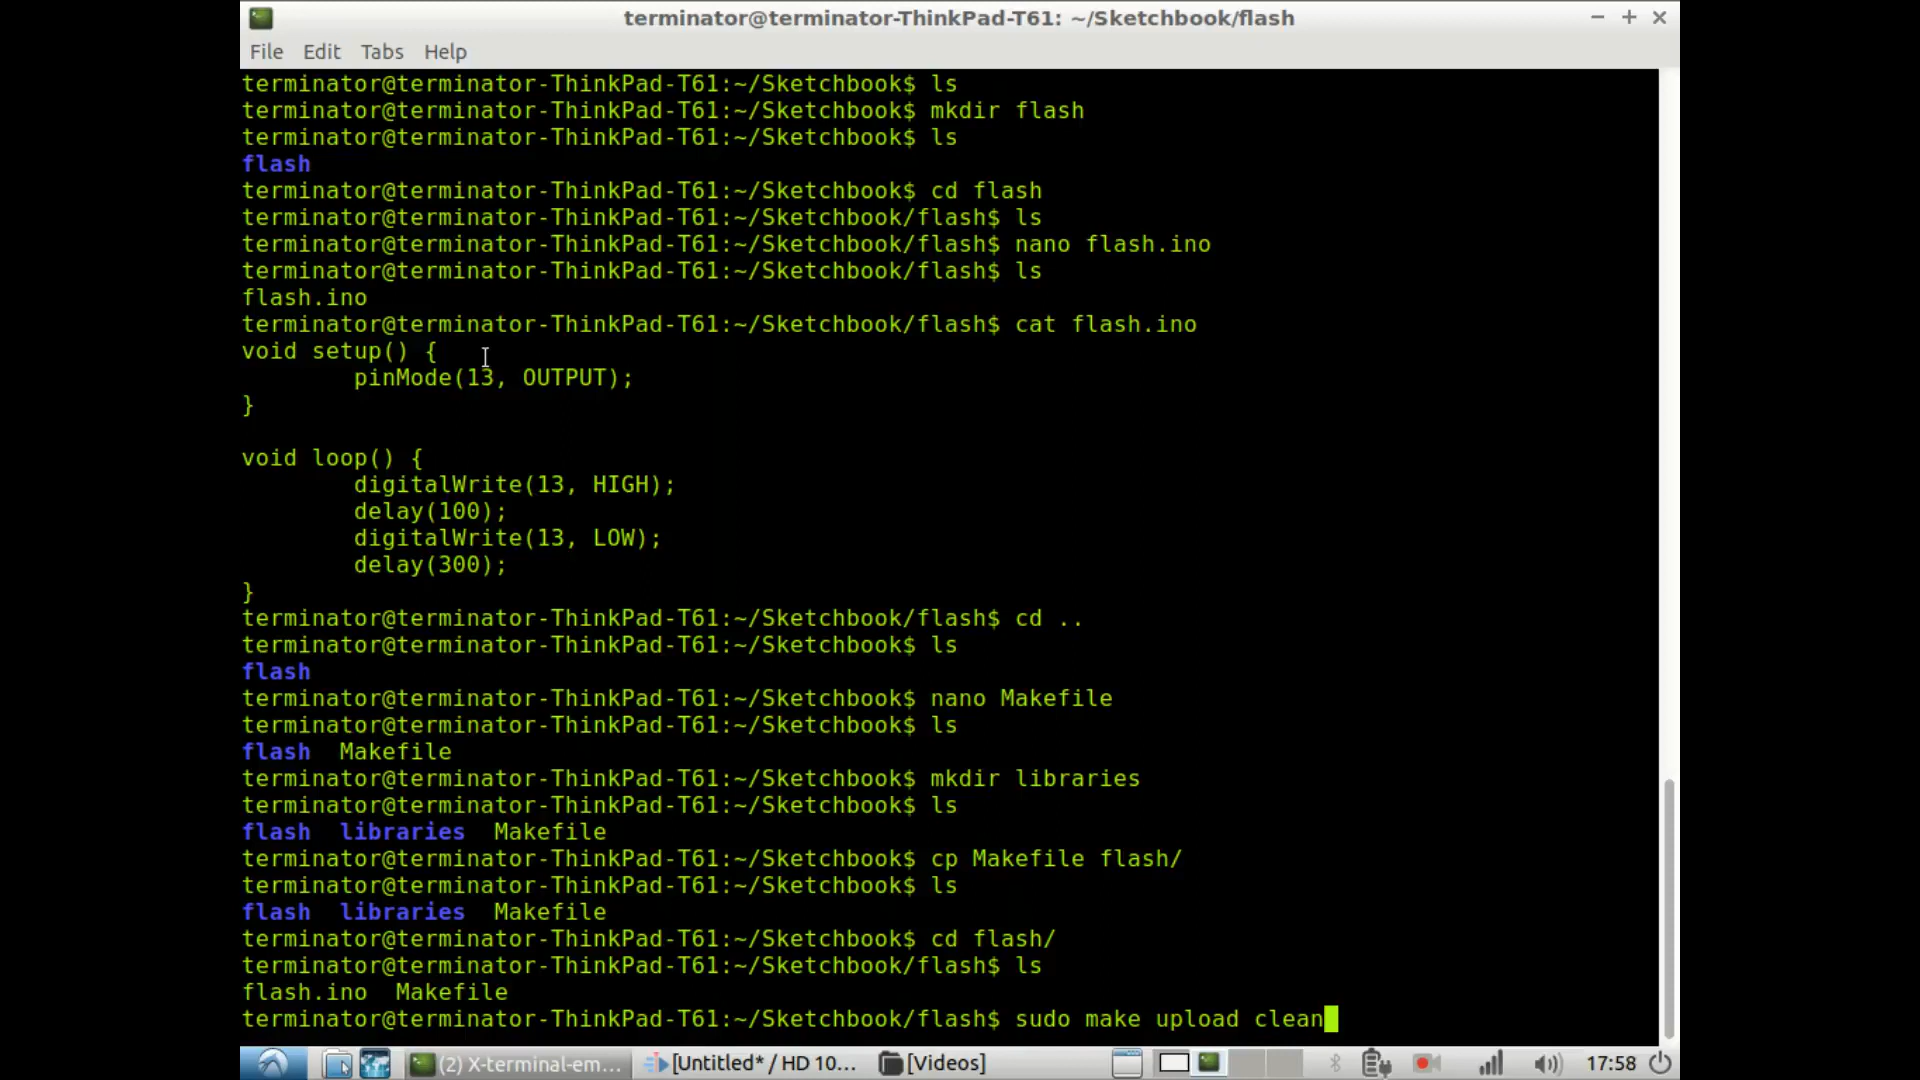 terminator@terminator-ThinkPad-T61: ~/Sketchbook/flash
File Edit Tabs Help
terminator@terminator-ThinkPad-T61:~/Sketchbook$ ls
terminator@terminator-ThinkPad-T61:~/Sketchbook$ mkdir flash
terminator@terminator-ThinkPad-T61:~/Sketchbook$ ls
flash
terminator@terminator-ThinkPad-T61:~/Sketchbook$ cd flash
terminator@terminator-ThinkPad-T61:~/Sketchbook/flash$ ls
terminator@terminator-ThinkPad-T61:~/Sketchbook/flash$ nano flash.ino
terminator@terminator-ThinkPad-T61:~/Sketchbook/flash$ ls
flash.ino
terminator@terminator-ThinkPad-T61:~/Sketchbook/flash$ cat flash.ino
void setup() {
        pinMode(13, OUTPUT);
}

void loop() {
        digitalWrite(13, HIGH);
        delay(100);
        digitalWrite(13, LOW);
        delay(300);
}
terminator@terminator-ThinkPad-T61:~/Sketchbook/flash$ cd ..
terminator@terminator-ThinkPad-T61:~/Sketchbook$ ls
flash
terminator@terminator-ThinkPad-T61:~/Sketchbook$ nano Makefile
terminator@terminator-ThinkPad-T61:~/Sketchbook$ ls
flash  Makefile
terminator@terminator-ThinkPad-T61:~/Sketchbook$ mkdir libraries
terminator@terminator-ThinkPad-T61:~/Sketchbook$ ls
flash  libraries  Makefile
terminator@terminator-ThinkPad-T61:~/Sketchbook$ cp Makefile flash/
terminator@terminator-ThinkPad-T61:~/Sketchbook$ ls
flash  libraries  Makefile
terminator@terminator-ThinkPad-T61:~/Sketchbook$ cd flash/
terminator@terminator-ThinkPad-T61:~/Sketchbook/flash$ ls
flash.ino  Makefile
terminator@terminator-ThinkPad-T61:~/Sketchbook/flash$ sudo make upload clean
(2) X-terminal-em... [Untitled* / HD 10... [Videos] 17:58